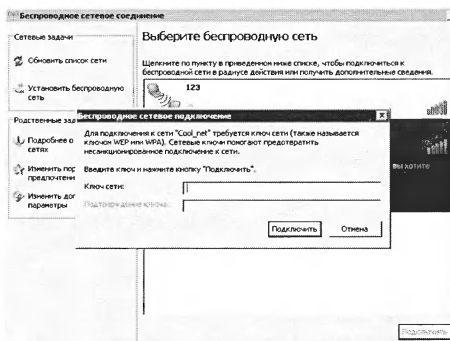 Беспроводное сетевое соединение
Сетевые задачи
Обновить список сети
Установить беспроводную
сеть
Родственные зад
Подробнее о
сетях
Изменить пор
предпочтени
Изменить доп
параметры
Выберите беспроводную сеть
Щелкните по пункту в приведенном ниже списке, чтобы подключиться к
беспроводной сети в радиусе действия или получить дополнительные сведения.
123
вы хотите
Беспроводное сетевое подключение
Для подключения к сети "Cool_net" требуется ключ сети (также называется
ключом WEP или WPA). Сетевые ключи помогают предотвратить
несанкционированное подключение к сети.
Введите ключ и нажмите кнопку "Подключить".
Ключ сети:
Подтверждение ключа:
Подключить
Отмена
Подключить